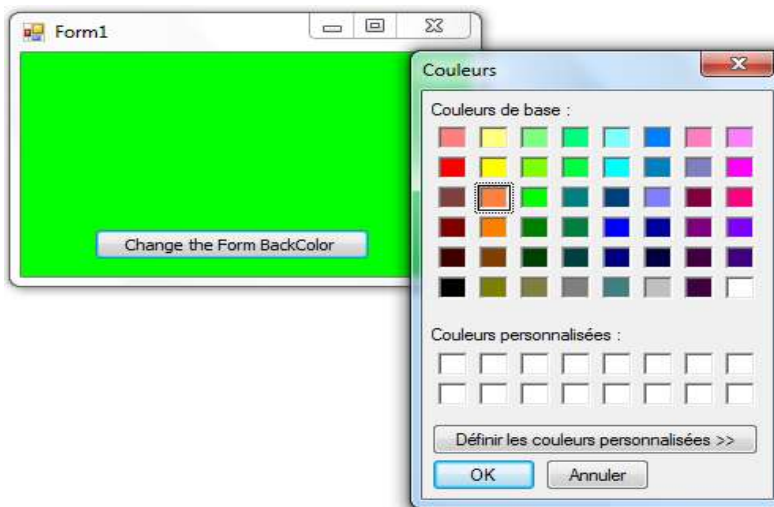 Form1
Change the Form BackColor
Couleurs
Couleurs de base :
Couleurs personnalisées :
Définir les couleurs personnalisées >>
OK
Annuler